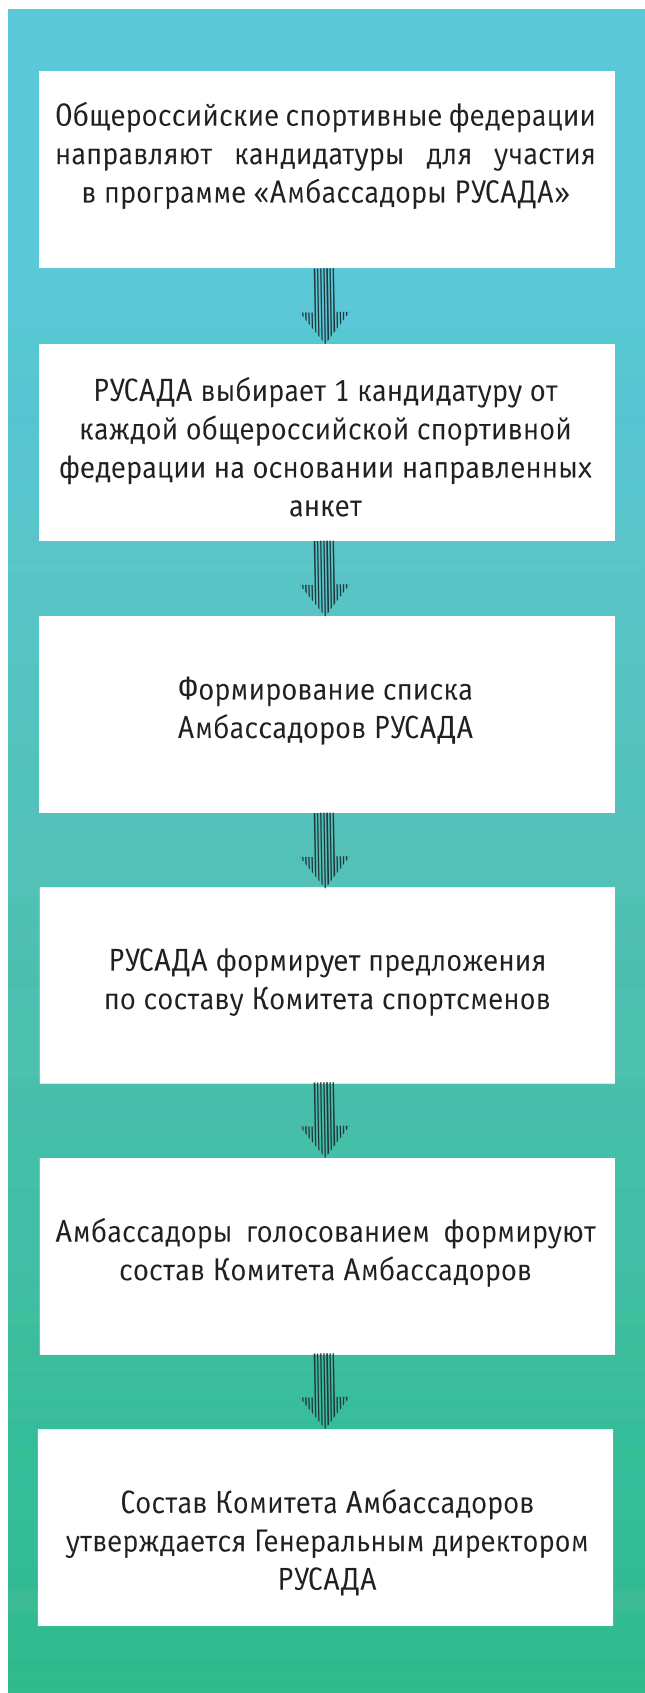 Общероссийские спортивные федерации
направляют кандидатуры для участия
в программе «Амбассадоры РУСАДА»
РУСАДА выбирает 1 кандидатуру от
каждой общероссийской спортивной
федерации на основании направленных
анкет
Формирование списка
Амбассадоров РУСАДА
РУСАДА формирует предложения
по составу Комитета спортсменов
Амбассадоры голосованием формируют
состав Комитета Амбассадоров
Состав Комитета Амбассадоров
утверждается Генеральным директором
РУСАДА